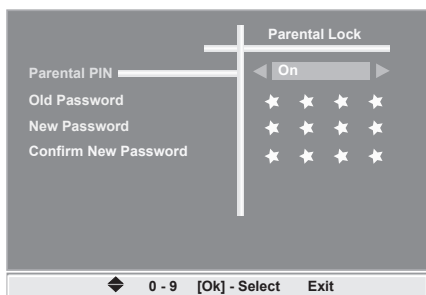 Parental Lock
Parental PIN On
Old Password
New Password
Confirm New Password
0 - 9 [Ok] - Select Exit